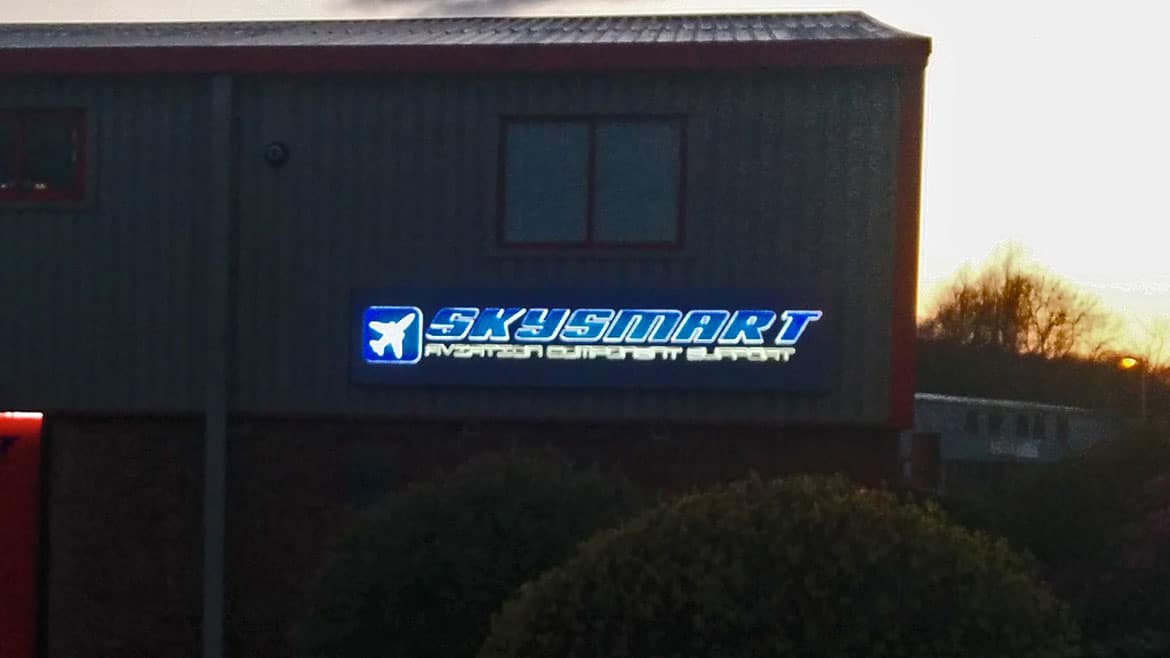 SKYSMART
AVIATION COMPONENT SUPPORT